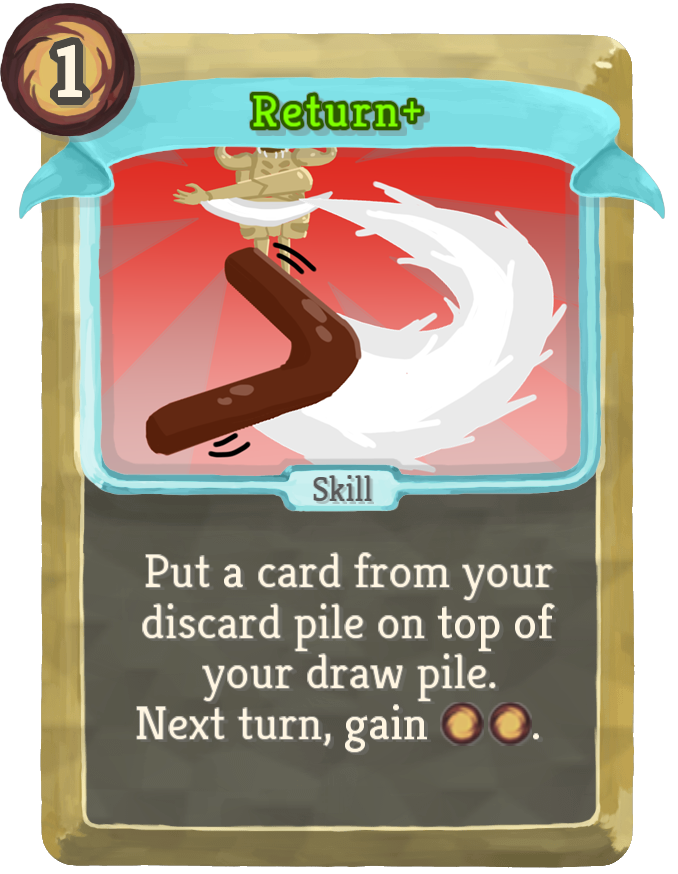 1
Return+
Skill
Put a card from your
discard pile on top of
your draw pile.
Next turn, gain .